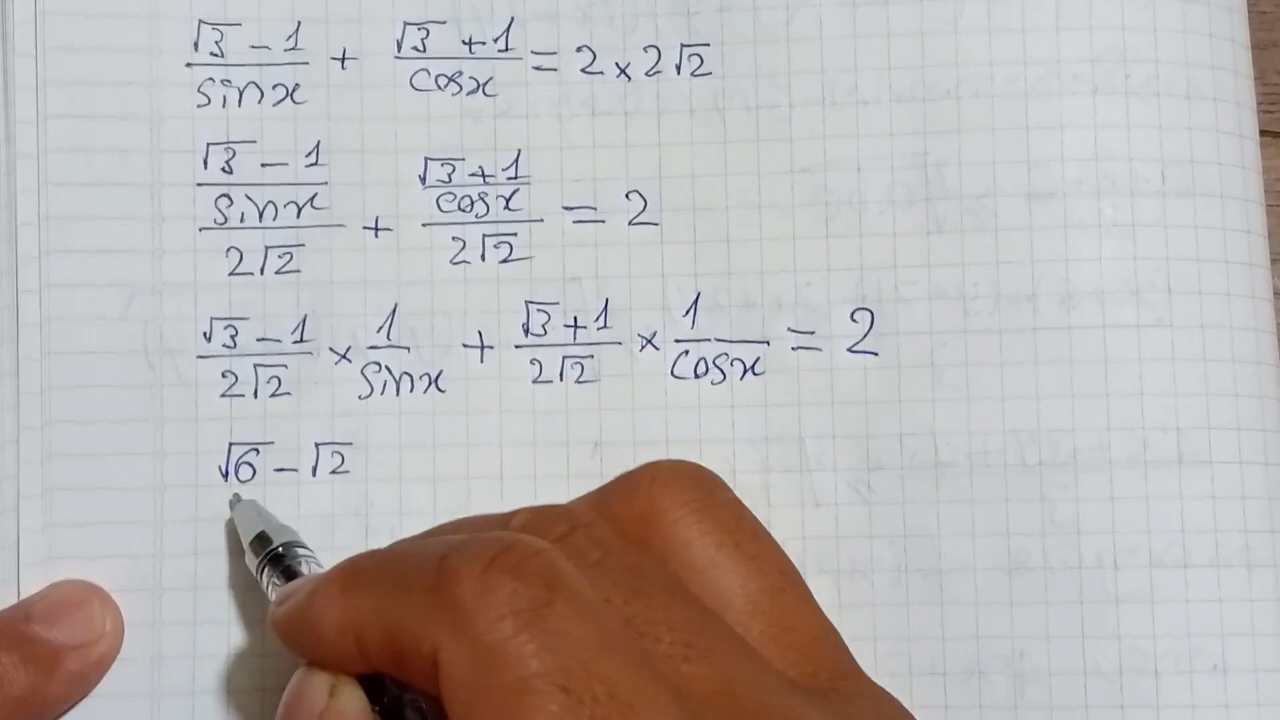 (√3 − 1)/sinx + (√3 + 1)/cosx = 2 × 2√2
((√3 − 1)/sinx)/(2√2) + ((√3 + 1)/cosx)/(2√2) = 2
(√3 − 1)/(2√2) × 1/sinx + (√3 + 1)/(2√2) × 1/cosx = 2
√6 − √2